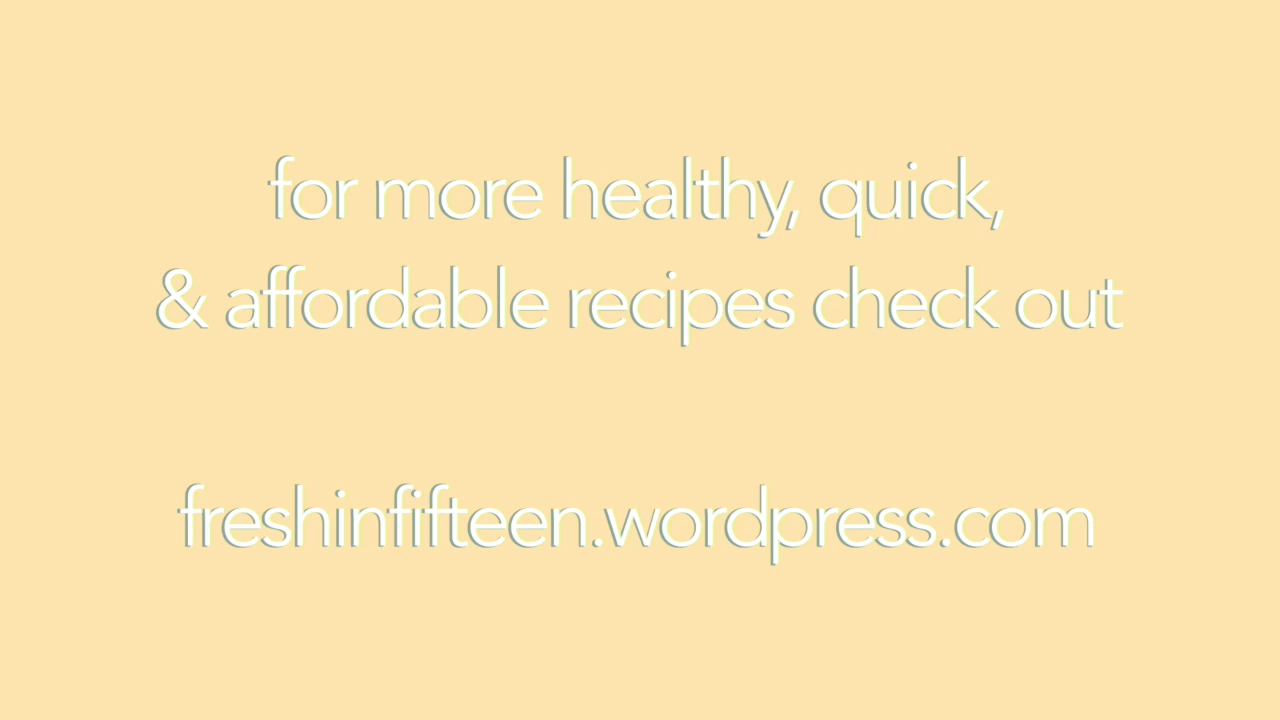 for more healthy, quick,
& affordable recipes check out
freshinfifteen.wordpress.com